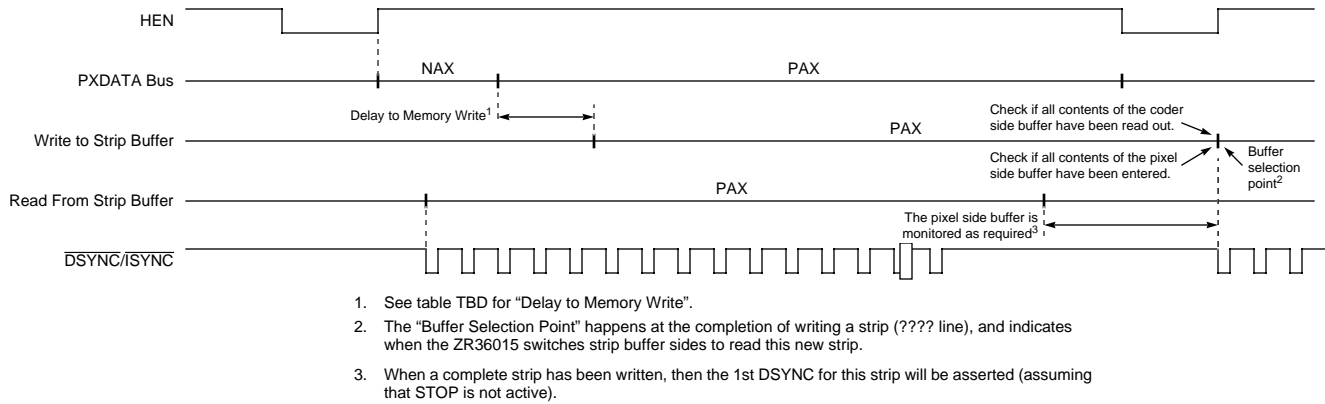 HEN
NAX
PAX
PXDATA Bus
Delay to Memory Write1
Check if all contents of the coder
side buffer have been read out.
PAX
Write to Strip Buffer
Check if all contents of the pixel
side buffer have been entered.
Buffer
selection
point2
PAX
Read From Strip Buffer
The pixel side buffer is
monitored as required3
DSYNC/ISYNC
1. See table TBD for “Delay to Memory Write”.
2. The “Buffer Selection Point” happens at the completion of writing a strip (???? line), and indicates
when the ZR36015 switches strip buffer sides to read this new strip.
3. When a complete strip has been written, then the 1st DSYNC for this strip will be asserted (assuming
that STOP is not active).